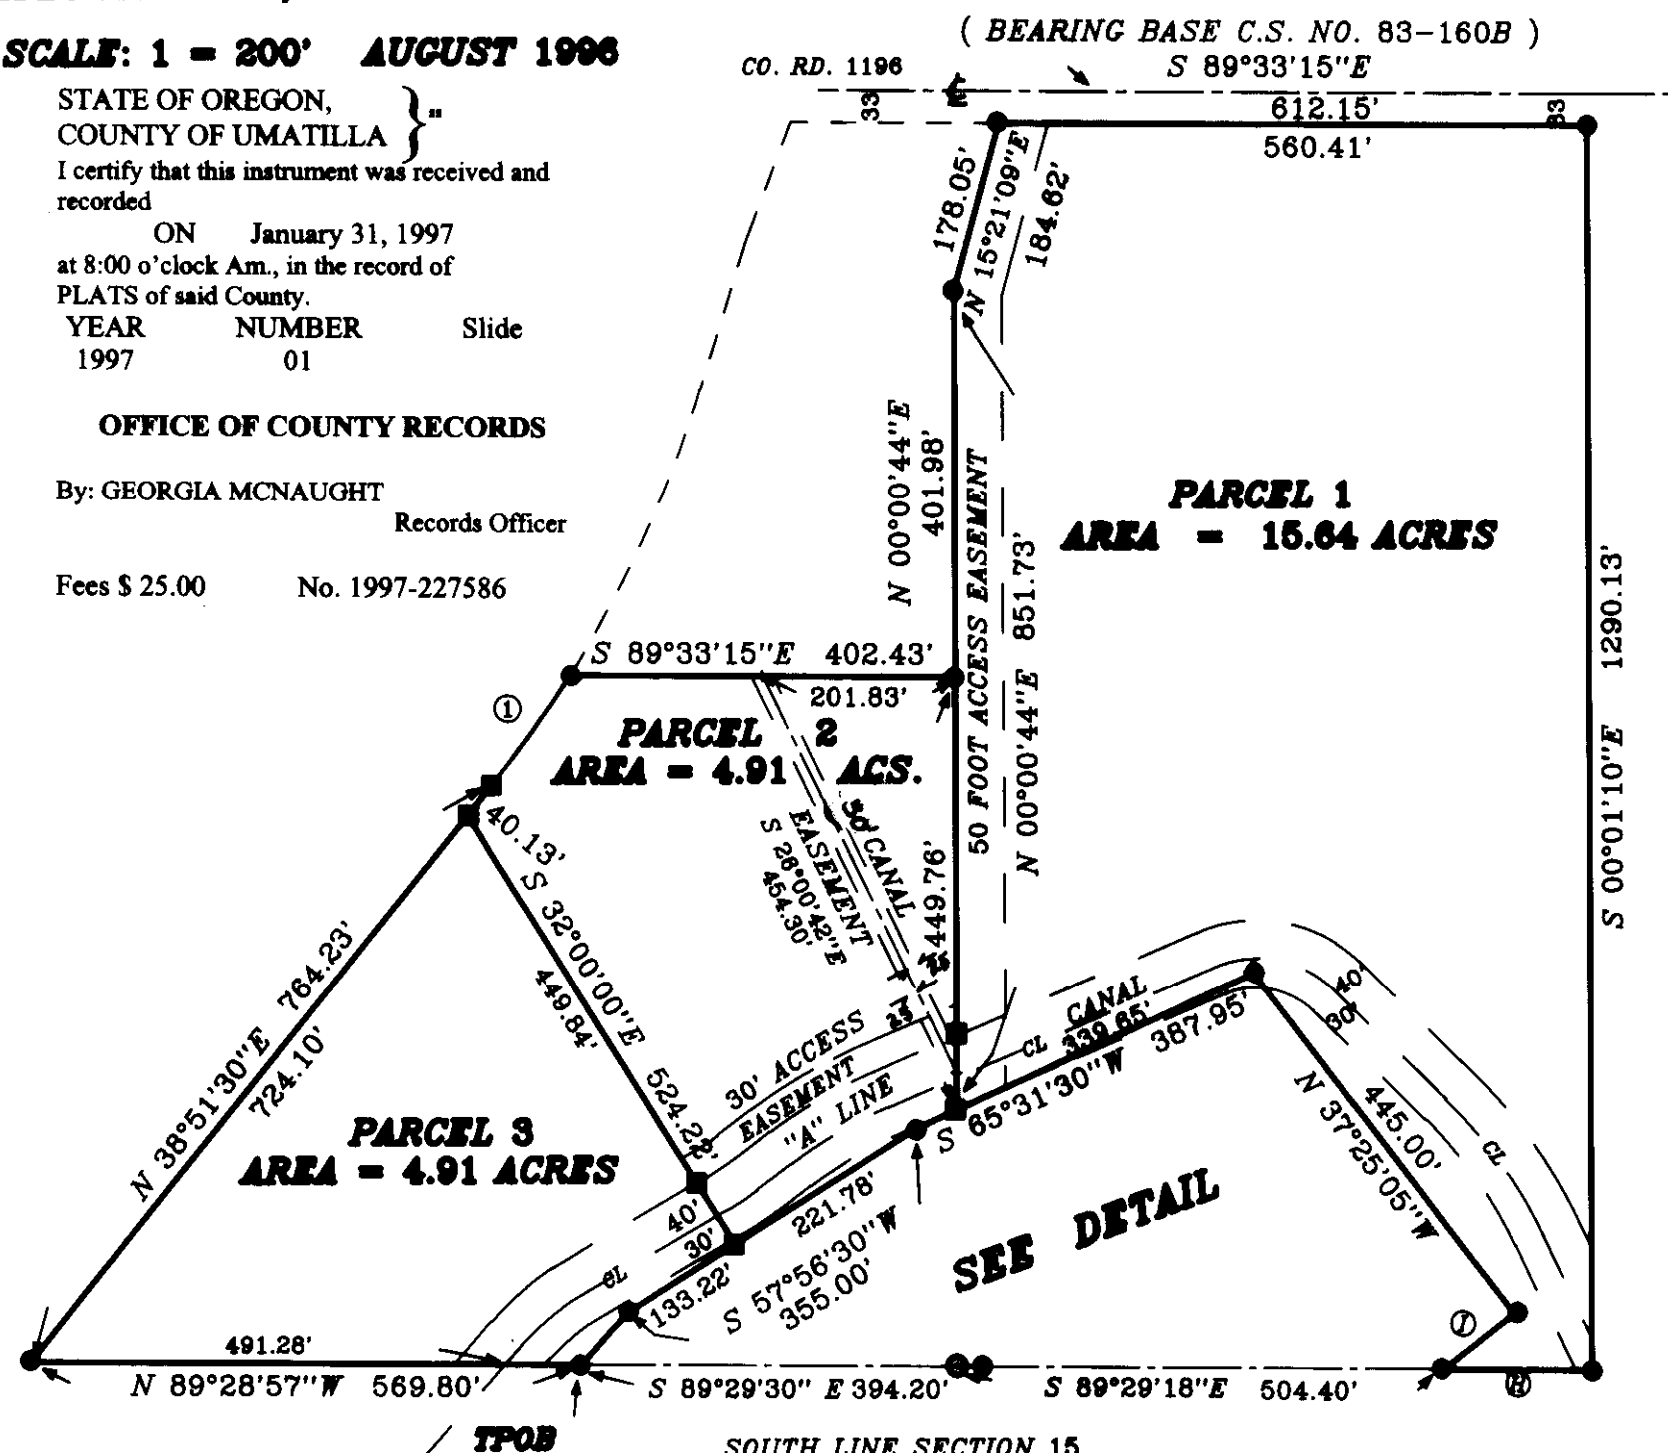 SCALE: 1 = 200' AUGUST 1996
( BEARING BASE C.S. NO. 83-160B )
CO. RD. 1196
S 89°33'15"E
33
612.15'
33
560.41'
STATE OF OREGON,
COUNTY OF UMATILLA
I certify that this instrument was received and
recorded
ON January 31, 1997
at 8:00 o'clock Am., in the record of
PLATS of said County.
YEAR NUMBER Slide
1997 01
OFFICE OF COUNTY RECORDS
By: GEORGIA MCNAUGHT
Records Officer
Fees $ 25.00 No. 1997-227586
178.05'
N 15°21'09"E
184.62'
N 00°00'44"E
401.98'
50 FOOT ACCESS EASEMENT
N 00°00'44"E 851.73'
PARCEL 1
AREA = 15.64 ACRES
S 00°01'10"E 1290.13'
S 89°33'15"E 402.43'
201.83'
①
PARCEL 2
AREA = 4.91 ACS.
40.13'
50' CANAL
EASEMENT
S 26°00'42"E
454.30'
449.76'
25
25
S 32°00'00"E 524.22'
449.84'
N 38°51'30"E 764.23'
724.10'
30' ACCESS
EASEMENT
"A" LINE
CL CANAL
339.65'
S 65°31'30"W 387.95'
40'
30'
CL
445.00'
N 37°25'05"W
PARCEL 3
AREA = 4.91 ACRES
40'
30'
CL
133.22'
221.78'
S 57°56'30"W
355.00'
SEE DETAIL
491.28'
N 89°28'57"W 569.80'
S 89°29'30" E 394.20'
S 89°29'18"E 504.40'
TPOB
SOUTH LINE SECTION 15